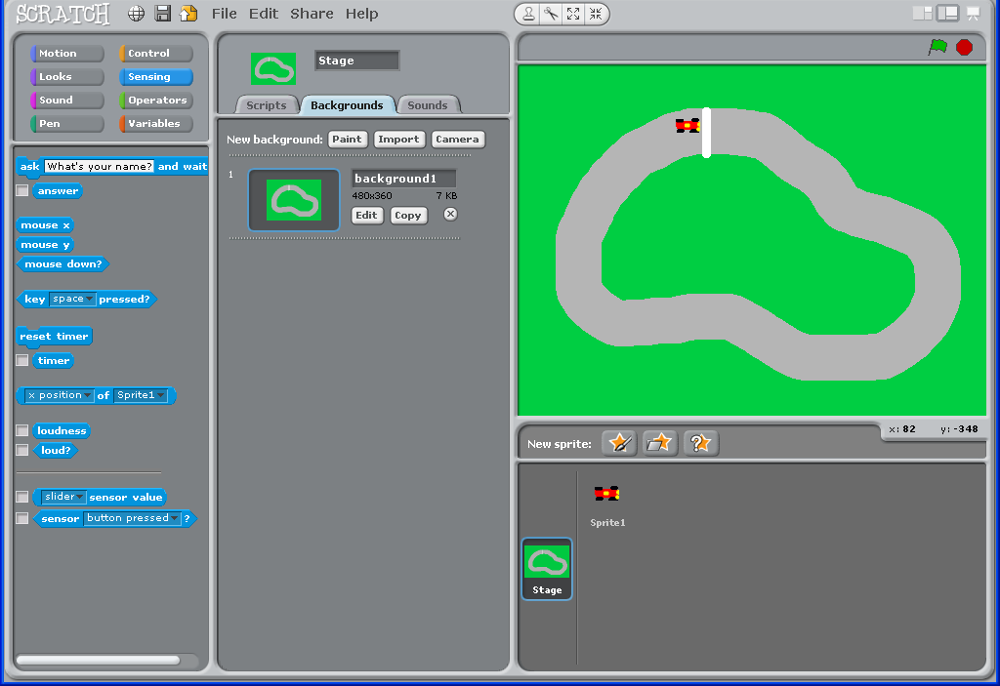 SCRATCH File Edit Share Help
Motion Control
Looks Sensing
Sound Operators
Pen Variables
ask What's your name? and wait
answer
mouse x
mouse y
mouse down?
key space pressed?
reset timer
timer
x position of Sprite1
loudness
loud?
slider sensor value
sensor button pressed ?
Stage
Scripts Backgrounds Sounds
New background: Paint Import Camera
1
background1
480x360 7 KB
Edit Copy
x: 82 y: -348
New sprite:
Sprite1
Stage